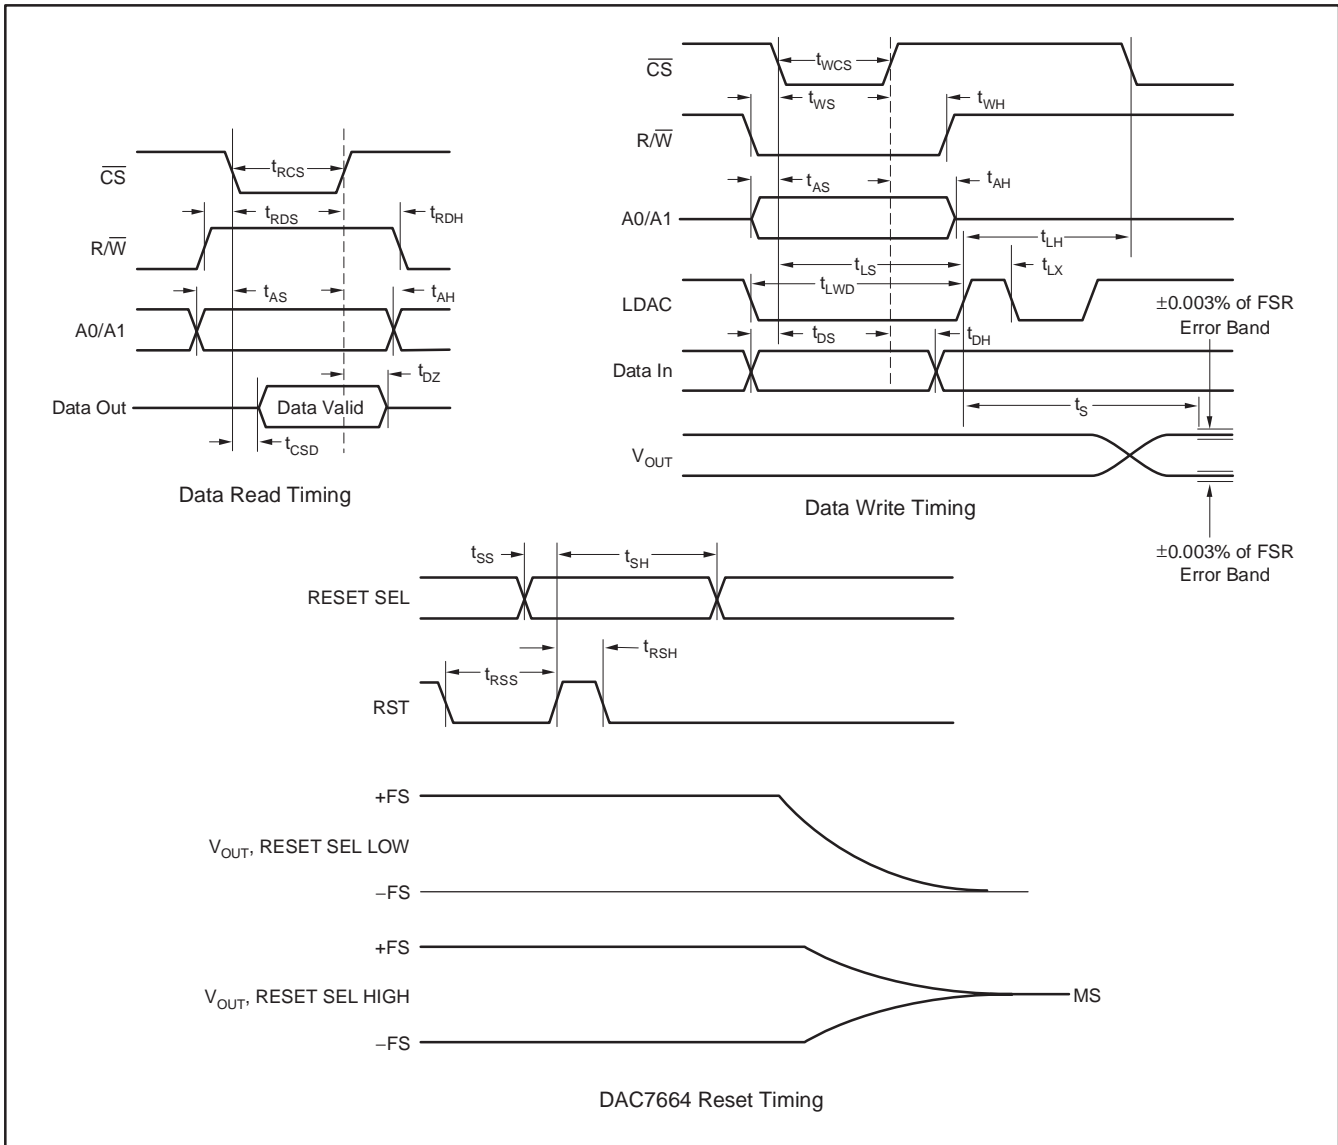 CS
tRCS
tRDS
tRDH
R/W
tAS
tAH
A0/A1
tDZ
Data Out
Data Valid
tCSD
Data Read Timing
CS
tWCS
tWS
tWH
R/W
tAS
tAH
A0/A1
tLH
tLS
tLX
LDAC
tLWD
±0.003% of FSR
Error Band
tDS
tDH
Data In
tS
VOUT
Data Write Timing
±0.003% of FSR
Error Band
tSS
tSH
RESET SEL
tRSH
tRSS
RST
+FS
VOUT, RESET SEL LOW
–FS
+FS
VOUT, RESET SEL HIGH
MS
–FS
DAC7664 Reset Timing